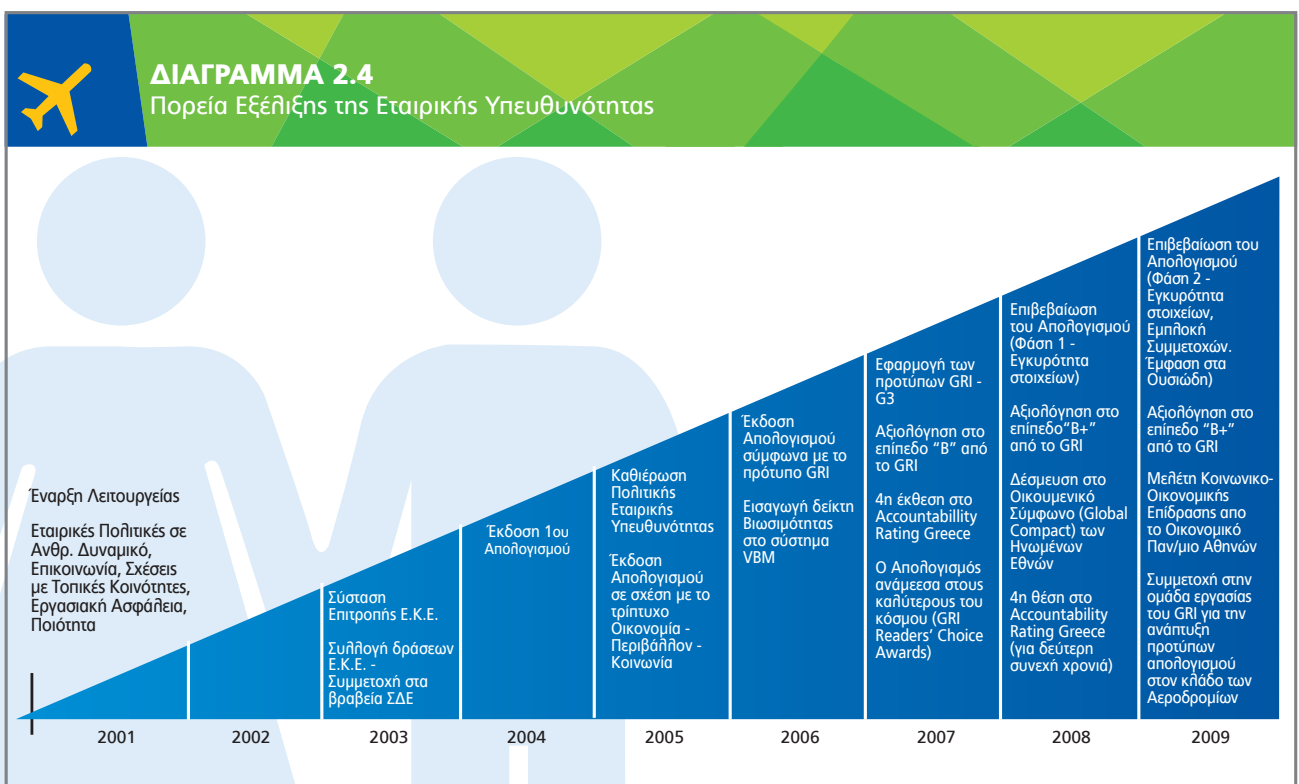 ΔΙΑΓΡΑΜΜΑ 2.4
Πορεία Εξέλιξης της Εταιρικής Υπευθυνότητας
Έναρξη Λειτουργείας
Εταιρικές Πολιτικές σε
Ανθρ. Δυναμικό,
Επικοινωνία, Σχέσεις
με Τοπικές Κοινότητες,
Εργασιακή Ασφάλεια,
Ποιότητα
Σύσταση
Επιτροπής Ε.Κ.Ε.
Συλλογή δράσεων
Ε.Κ.Ε. -
Συμμετοχή στα
βραβεία ΣΔΕ
Έκδοση 1ου
Απολογισμού
Καθιέρωση
Πολιτικής
Εταιρικής
Υπευθυνότητας
Έκδοση
Απολογισμού
σε σχέση με το
τρίπτυχο
Οικονομία -
Περιβάλλον -
Κοινωνία
Έκδοση
Απολογισμού
σύμφωνα με το
πρότυπο GRI
Εισαγωγή δείκτη
Βιωσιμότητας
στο σύστημα
VBM
Εφαρμογή των
προτύπων GRI -
G3
Αξιολόγηση στο
επίπεδο “Β” από
το GRI
4η έκθεση στο
Accountabillity
Rating Greece
Ο Απολογισμός
ανάμεεσα στους
καλύτερους του
κόσμου (GRI
Readers’ Choice
Awards)
Επιβεβαίωση
του Απολογισμού
(Φάση 1 -
Εγκυρότητα
στοιχείων)
Αξιολόγηση στο
επίπεδο“Β+”
από το GRI
Δέσμευση στο
Οικουμενικό
Σύμφωνο (Global
Compact) των
Ηνωμένων
Εθνών
4η θέση στο
Accountability
Rating Greece
(για δεύτερη
συνεχή χρονιά)
Επιβεβαίωση του
Απολογισμού
(Φάση 2 -
Εγκυρότητα
στοιχείων,
Εμπλοκή
Συμμετοχών.
Έμφαση στα
Ουσιώδη)
Αξιολόγηση στο
επίπεδο “Β+”
από το GRI
Μελέτη Κοινωνικο-
Οικονομικής
Επίδρασης απο
το Οικονομικό
Παν/μιο Αθηνών
Συμμετοχή στην
ομάδα εργασίας
του GRI για την
ανάπτυξη
προτύπων
απολογισμού
στον κλάδο των
Αεροδρομίων
2001 2002 2003 2004 2005 2006 2007 2008 2009